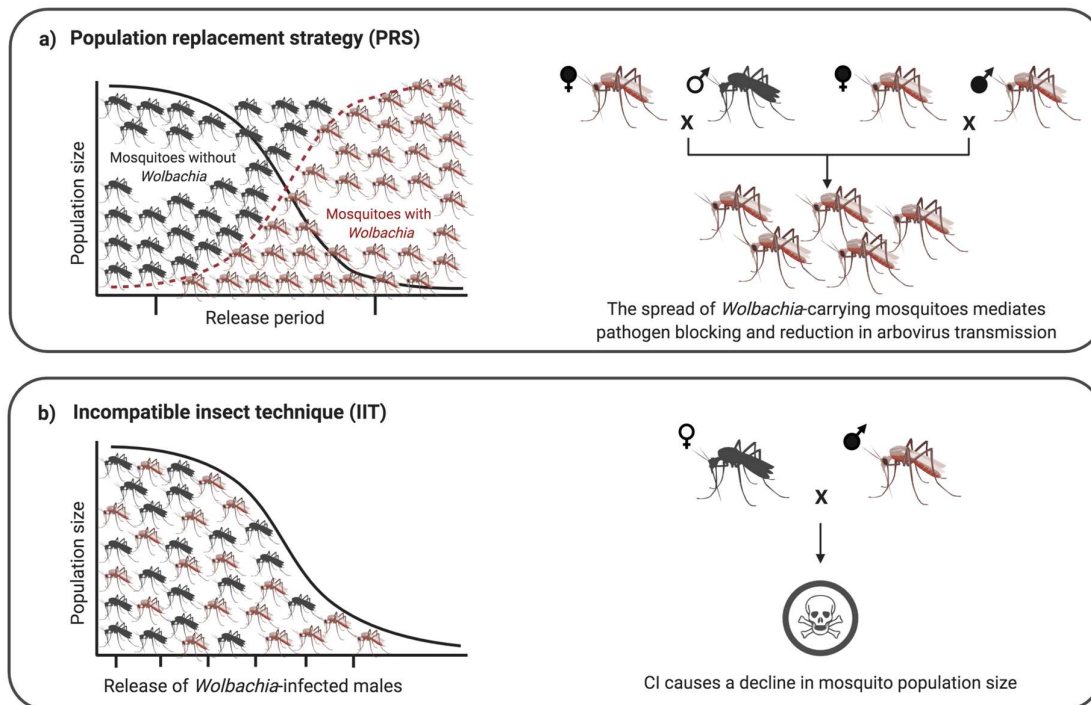 a) Population replacement strategy (PRS)
Population size
Mosquitoes without
Wolbachia
Mosquitoes with
Wolbachia
Release period
X
X
The spread of Wolbachia-carrying mosquitoes mediates
pathogen blocking and reduction in arbovirus transmission
b) Incompatible insect technique (IIT)
Population size
Release of Wolbachia-infected males
X
CI causes a decline in mosquito population size